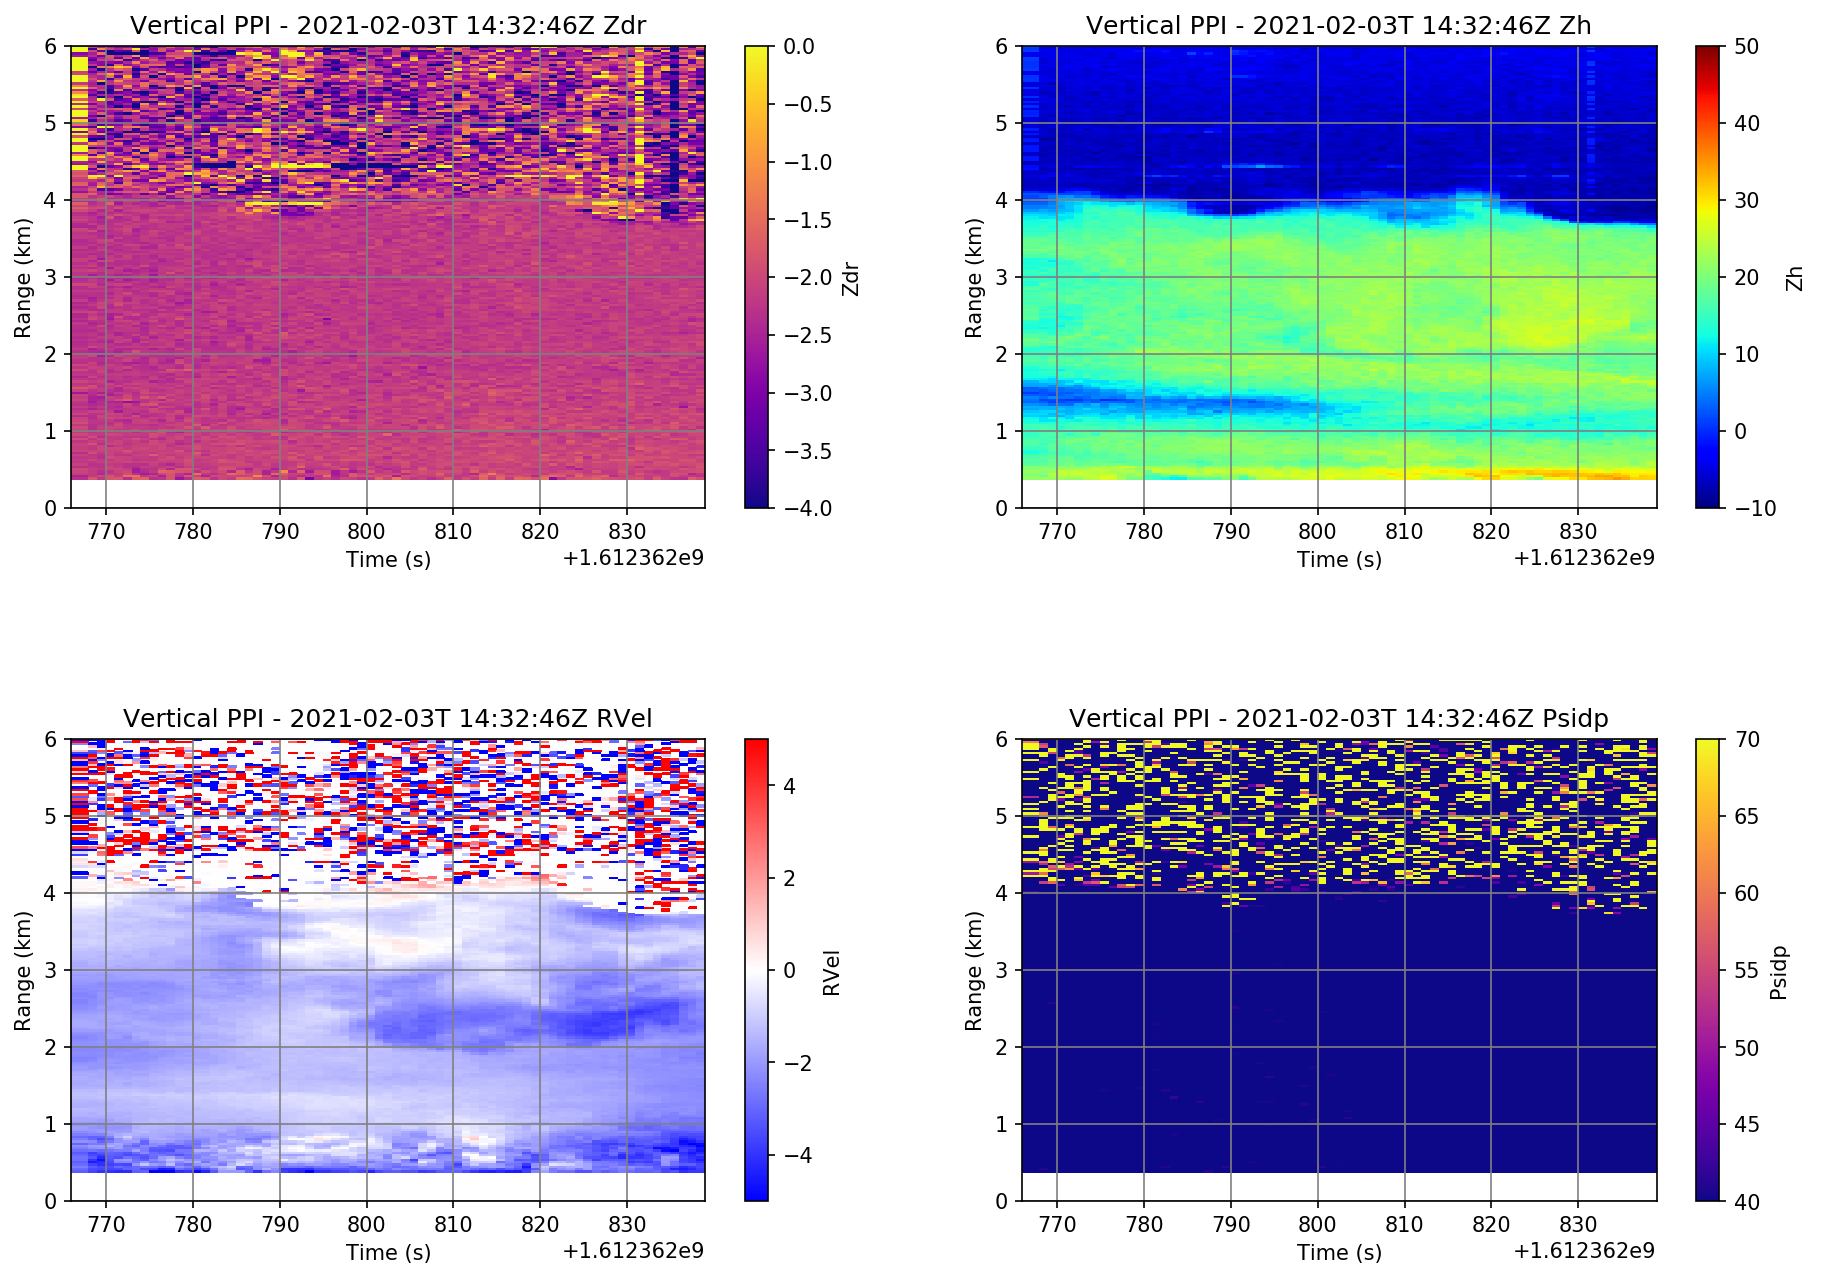 Vertical PPI - 2021-02-03T 14:32:46Z Zdr
6
5
4
3
2
1
0
Range (km)
770 780 790 800 810 820 830
Time (s)
+1.612362e9
0.0
−0.5
−1.0
−1.5
−2.0
−2.5
−3.0
−3.5
−4.0
Zdr
Vertical PPI - 2021-02-03T 14:32:46Z Zh
6
5
4
3
2
1
0
Range (km)
770 780 790 800 810 820 830
Time (s)
+1.612362e9
50
40
30
20
10
0
−10
Zh
Vertical PPI - 2021-02-03T 14:32:46Z RVel
6
5
4
3
2
1
0
Range (km)
770 780 790 800 810 820 830
Time (s)
+1.612362e9
4
2
0
−2
−4
RVel
Vertical PPI - 2021-02-03T 14:32:46Z Psidp
6
5
4
3
2
1
0
Range (km)
770 780 790 800 810 820 830
Time (s)
+1.612362e9
70
65
60
55
50
45
40
Psidp